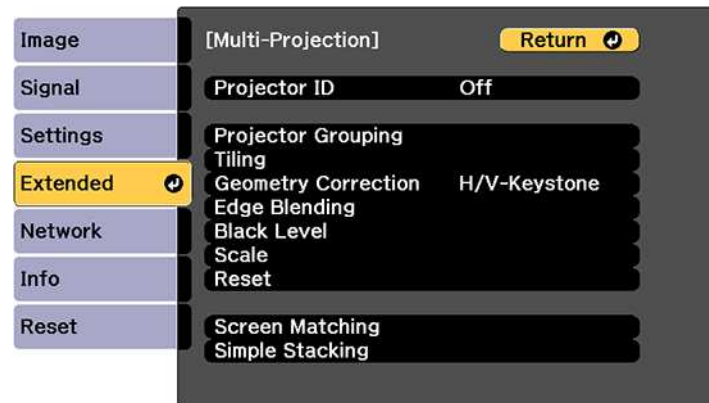 Image
Signal
Settings
Extended
Network
Info
Reset
[Multi-Projection] Return
Projector ID Off
Projector Grouping
Tiling
Geometry Correction H/V-Keystone
Edge Blending
Black Level
Scale
Reset
Screen Matching
Simple Stacking